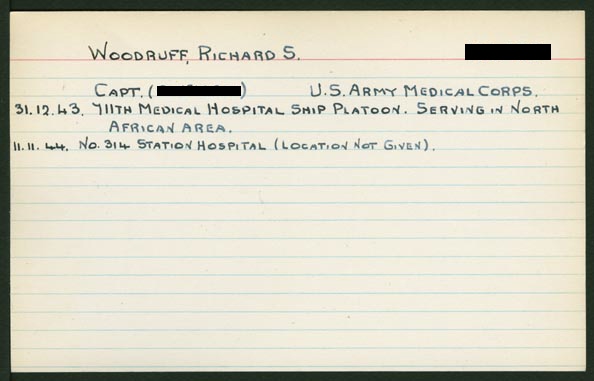 WOODRUFF, RICHARD S.
CAPT. ( ) U.S. ARMY MEDICAL CORPS.
31.12.43. 711TH MEDICAL HOSPITAL SHIP PLATOON. SERVING IN NORTH
AFRICAN AREA.
11.11.44. NO. 314 STATION HOSPITAL (LOCATION NOT GIVEN).